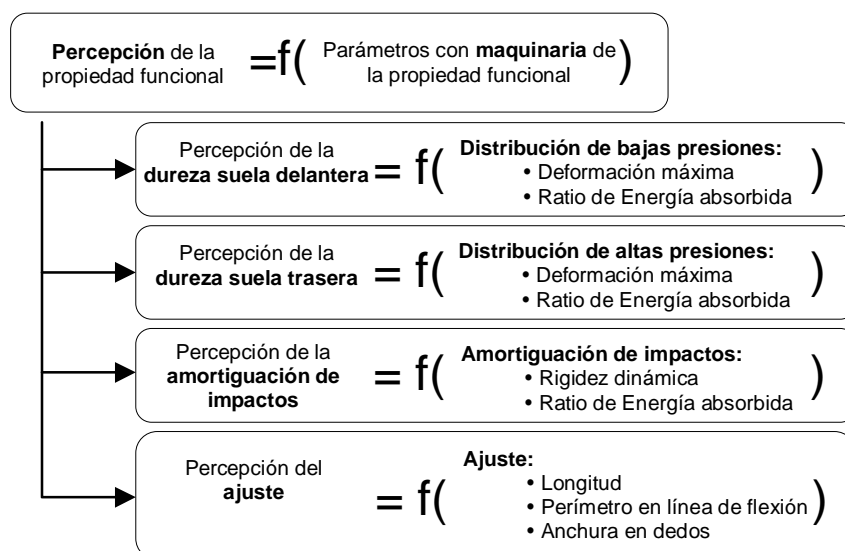 Percepción de la
propiedad funcional
=f(
Parámetros con maquinaria de
la propiedad funcional
)
Percepción de la
dureza suela delantera
= f(
Distribución de bajas presiones:
• Deformación máxima
• Ratio de Energía absorbida
)
Percepción de la
dureza suela trasera
= f(
Distribución de altas presiones:
• Deformación máxima
• Ratio de Energía absorbida
)
Percepción de la
amortiguación de
impactos
= f(
Amortiguación de impactos:
• Rigidez dinámica
• Ratio de Energía absorbida
)
Percepción del
ajuste
= f(
Ajuste:
• Longitud
• Perímetro en línea de flexión
• Anchura en dedos
)